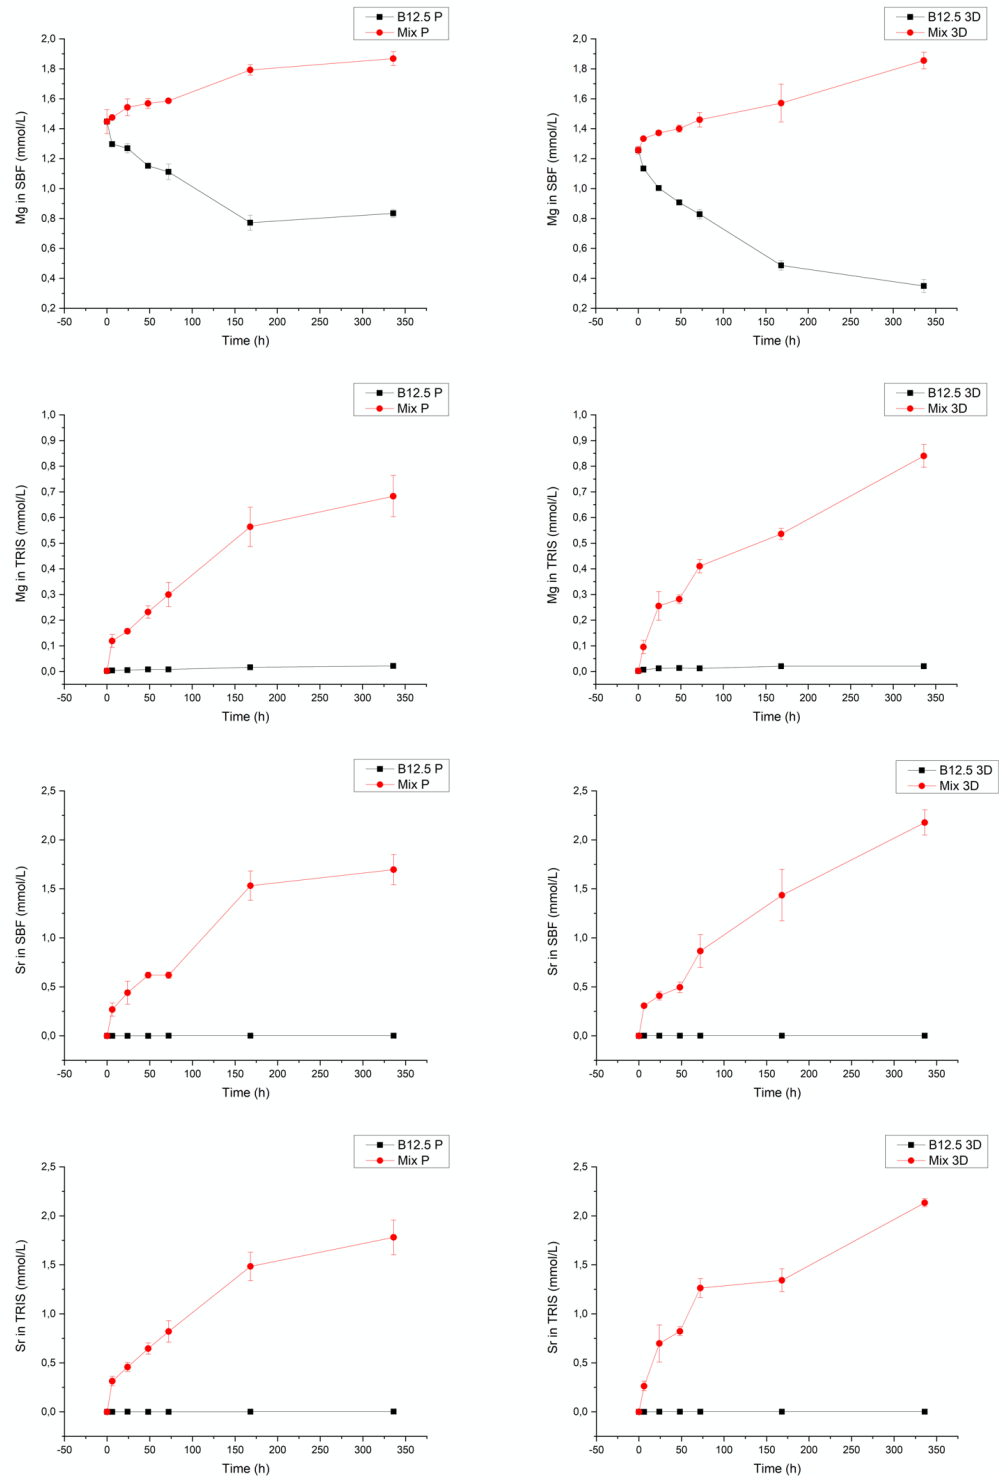 B12.5 P
Mix P
2,0
1,8
1,6
1,4
1,2
1,0
0,8
0,6
0,4
0,2
Mg in SBF (mmol/L)
-50 0 50 100 150 200 250 300 350
Time (h)
B12.5 3D
Mix 3D
2,0
1,8
1,6
1,4
1,2
1,0
0,8
0,6
0,4
0,2
Mg in SBF (mmol/L)
-50 0 50 100 150 200 250 300 350
Time (h)
B12.5 P
Mix P
1,0
0,9
0,8
0,7
0,6
0,5
0,4
0,3
0,2
0,1
0,0
Mg in TRIS (mmol/L)
-50 0 50 100 150 200 250 300 350
Time (h)
B12.5 3D
Mix 3D
1,0
0,9
0,8
0,7
0,6
0,5
0,4
0,3
0,2
0,1
0,0
Mg in TRIS (mmol/L)
-50 0 50 100 150 200 250 300 350
Time (h)
B12.5 P
Mix P
2,5
2,0
1,5
1,0
0,5
0,0
Sr in SBF (mmol/L)
-50 0 50 100 150 200 250 300 350
Time (h)
B12.5 3D
Mix 3D
2,5
2,0
1,5
1,0
0,5
0,0
Sr in SBF (mmol/L)
-50 0 50 100 150 200 250 300 350
Time (h)
B12.5 P
Mix P
2,5
2,0
1,5
1,0
0,5
0,0
Sr in TRIS (mmol/L)
-50 0 50 100 150 200 250 300 350
Time (h)
B12.5 3D
Mix 3D
2,5
2,0
1,5
1,0
0,5
0,0
Sr in TRIS (mmol/L)
-50 0 50 100 150 200 250 300 350
Time (h)